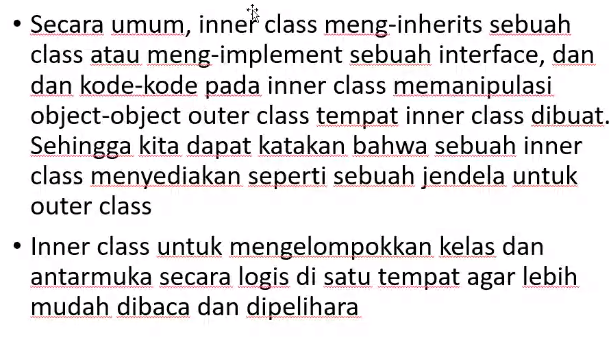 • Secara umum, inner class meng-inherits sebuah
class atau meng-implement sebuah interface, dan
dan kode-kode pada inner class memanipulasi
object-object outer class tempat inner class dibuat.
Sehingga kita dapat katakan bahwa sebuah inner
class menyediakan seperti sebuah jendela untuk
outer class
• Inner class untuk mengelompokkan kelas dan
antarmuka secara logis di satu tempat agar lebih
mudah dibaca dan dipelihara